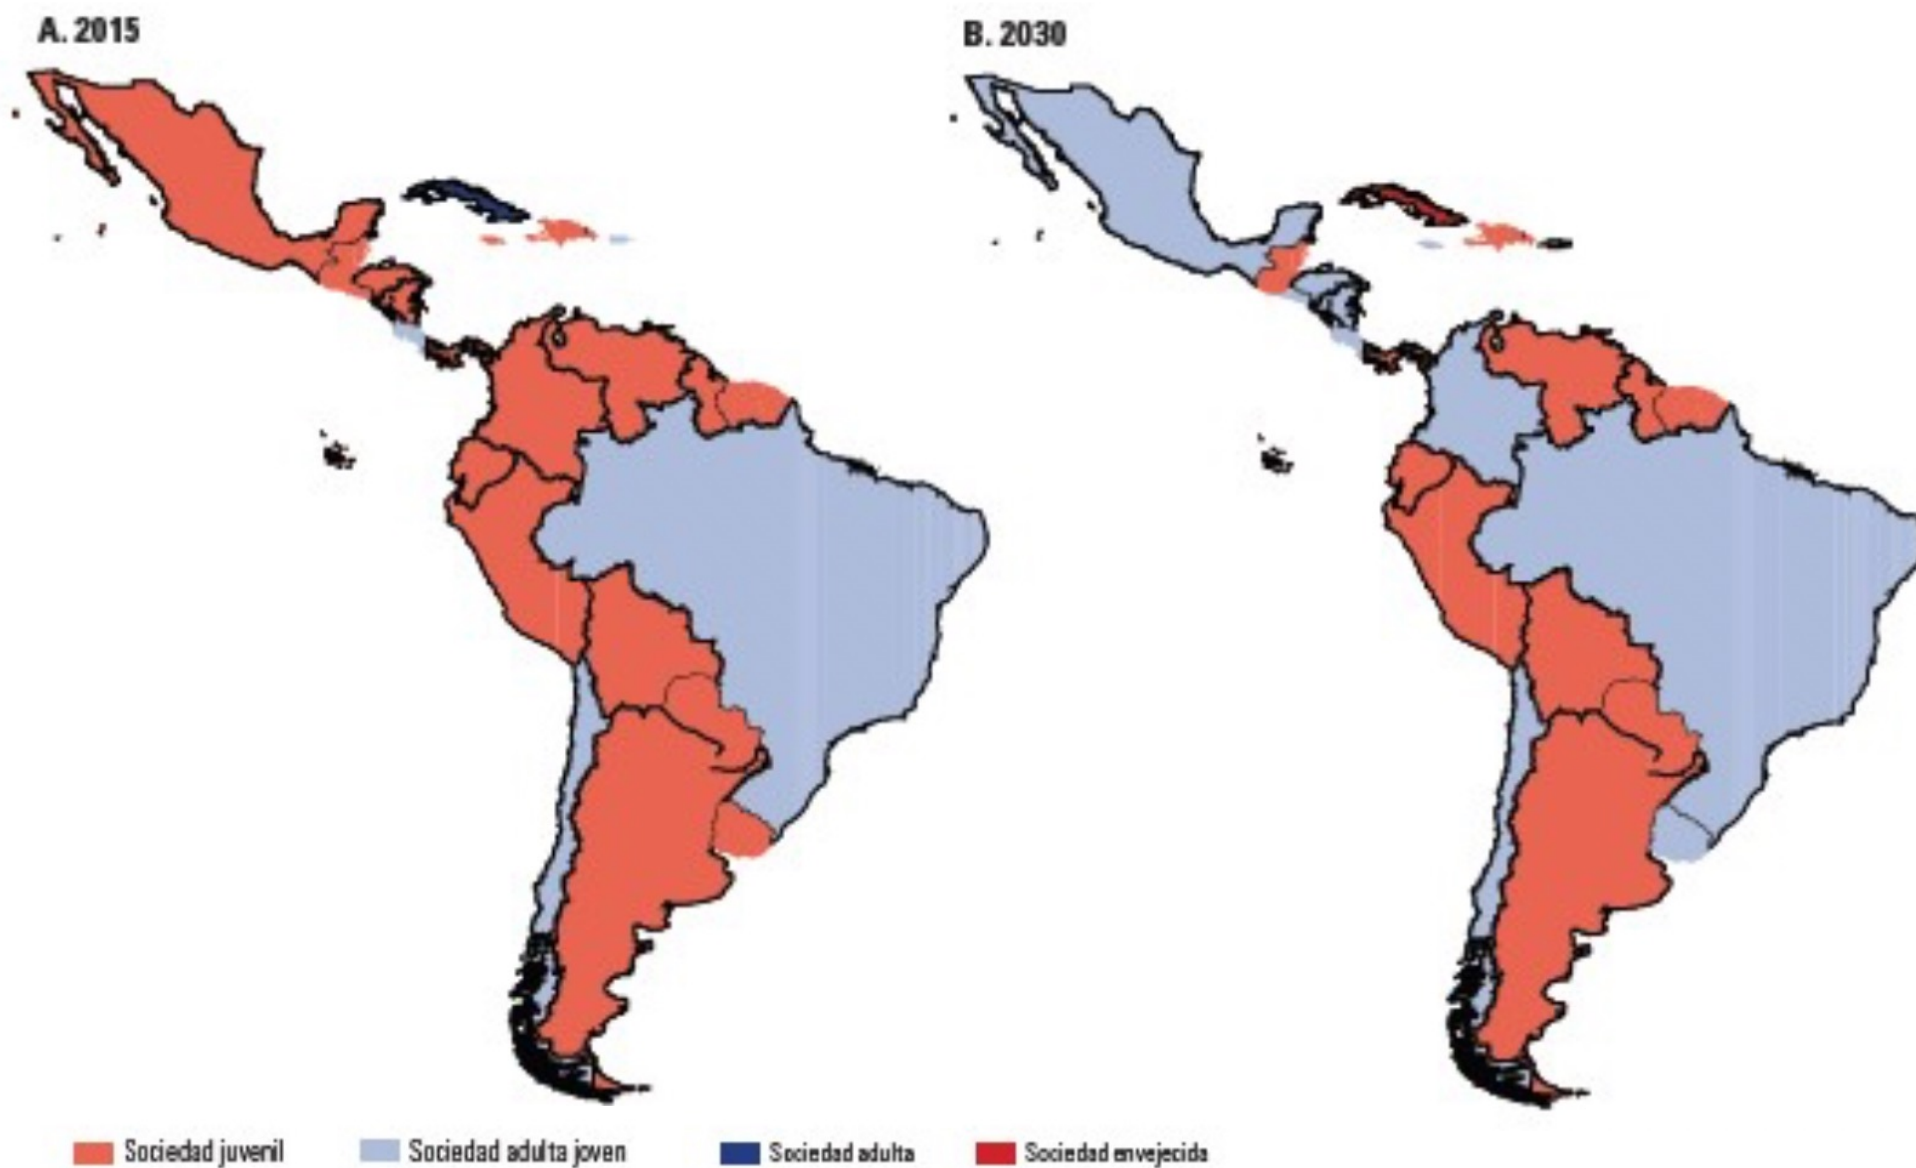 A. 2015
B. 2030
Sociedad juvenil
Sociedad adulta joven
Sociedad adulta
Sociedad envejecida